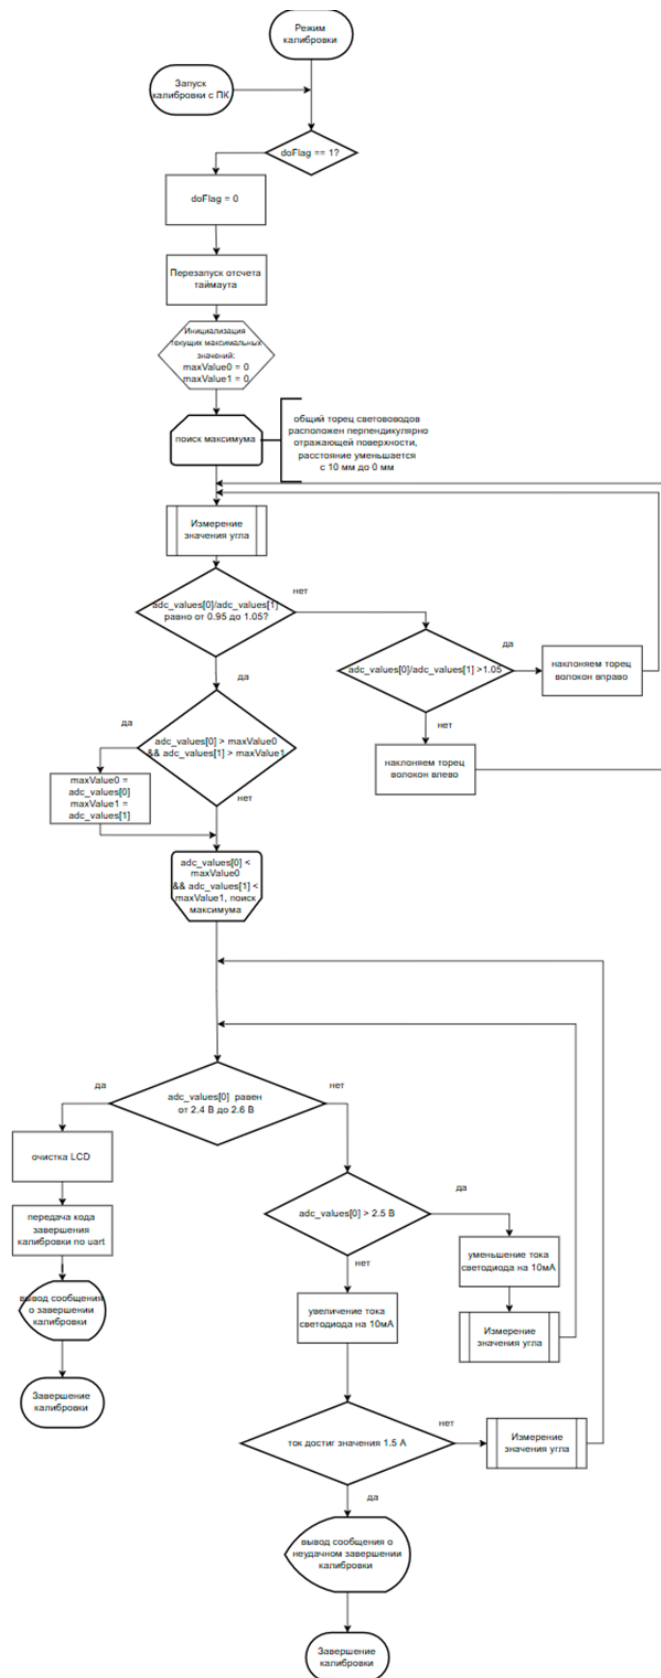 Режим
калибровки
Запуск
калибровки с ПК
doFlag == 1?
doFlag = 0
Перезапуск отсчета
таймаута
Инициализация
текущих максимальных
значений:
maxValue0 = 0
maxValue1 = 0
поиск максимума
общий торец светововодов
расположен перпендикулярно
отражающей поверхности,
расстояние уменьшается
с 10 мм до 0 мм
Измерение
значения угла
adc_values[0]/adc_values[1]
равно от 0.95 до 1.05?
нет
adc_values[0]/adc_values[1] >1.05
да
наклоняем торец
волокон вправо
нет
наклоняем торец
волокон влево
да
adc_values[0] > maxValue0
&& adc_values[1] > maxValue1
да
maxValue0 =
adc_values[0]
maxValue1 =
adc_values[1]
нет
adc_values[0] <
maxValue0
&& adc_values[1] <
maxValue1, поиск
максимума
adc_values[0] равен
от 2.4 В до 2.6 В
да
нет
очистка LCD
передача кода
завершения
калибровки по uart
вывод сообщения
о завершении
калибровки
Завершение
калибровки
adc_values[0] > 2.5 В
да
уменьшение тока
светодиода на 10мА
Измерение
значения угла
нет
увеличение тока
светодиода на 10мА
ток достиг значения 1.5 А
нет
Измерение
значения угла
да
вывод сообщения о
неудачном завершении
калибровки
Завершение
калибровки